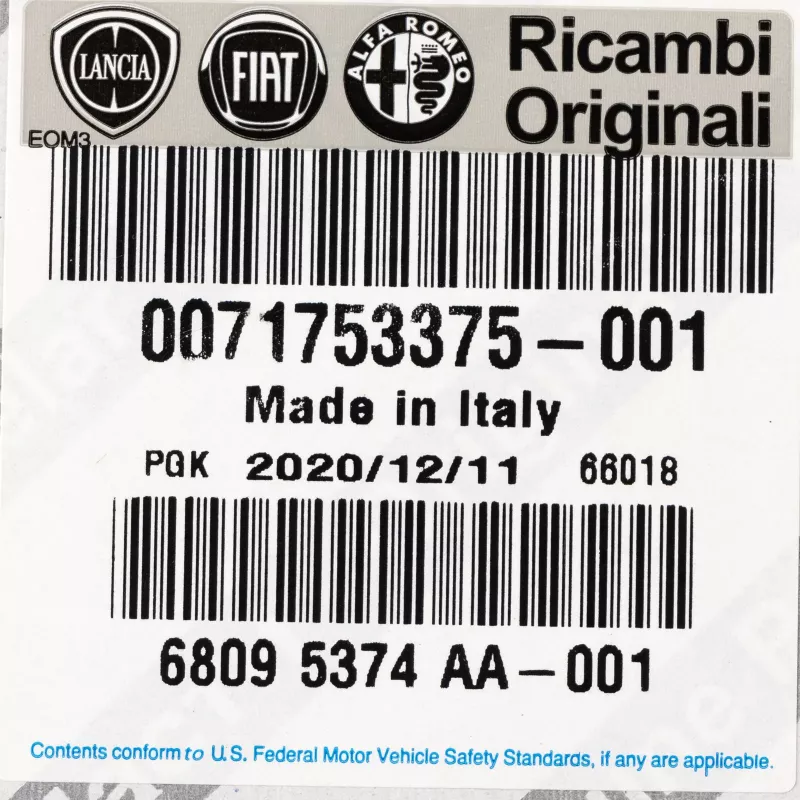 LANCIA FIAT ALFA ROMEO Ricambi
Originali
EOM3
0071753375-001
Made in Italy
PGK 2020/12/11 66018
6809 5374 AA-001
Contents conform to U.S. Federal Motor Vehicle Safety Standards, if any are applicable.